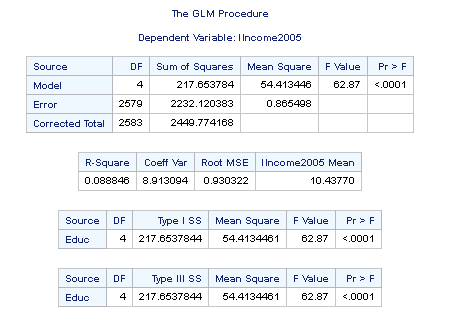 The GLM Procedure
Dependent Variable: lIncome2005
Source DF Sum of Squares Mean Square F Value Pr > F
Model 4 217.653784 54.413446 62.87 <.0001
Error 2579 2232.120383 0.865498
Corrected Total 2583 2449.774168
R-Square Coeff Var Root MSE lIncome2005 Mean
0.088846 8.913094 0.930322 10.43770
Source DF Type I SS Mean Square F Value Pr > F
Educ 4 217.6537844 54.4134461 62.87 <.0001
Source DF Type III SS Mean Square F Value Pr > F
Educ 4 217.6537844 54.4134461 62.87 <.0001